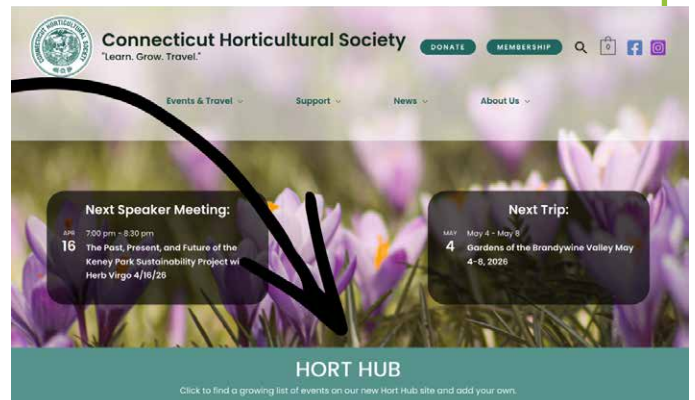 CONNECTICUT HORTICULTURAL SOCIETY
Connecticut Horticultural Society
"Learn. Grow. Travel."
DONATE
MEMBERSHIP
0
Events & Travel
Support
News
About Us
Next Speaker Meeting:
APR
16
7:00 pm - 8:30 pm
The Past, Present, and Future of the
Keney Park Sustainability Project
Herb Virgo 4/16/26
Next Trip:
MAY
4
May 4 - May 8
Gardens of the Brandywine Valley May
4-8, 2026
HORT HUB
Click to find a growing list of events on our new Hort Hub site and add your own.